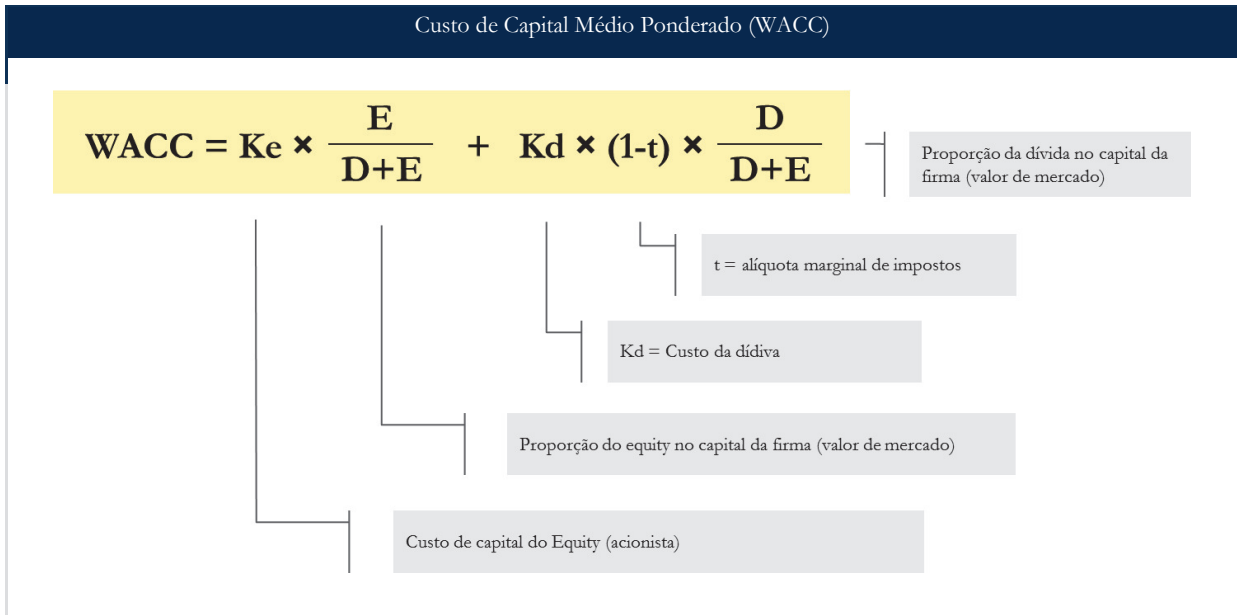 Custo de Capital Médio Ponderado (WACC)
WACC = Ke × E/D+E + Kd × (1-t) × D/D+E
Proporção da dívida no capital da
firma (valor de mercado)
t = alíquota marginal de impostos
Kd = Custo da dídiva
Proporção do equity no capital da firma (valor de mercado)
Custo de capital do Equity (acionista)